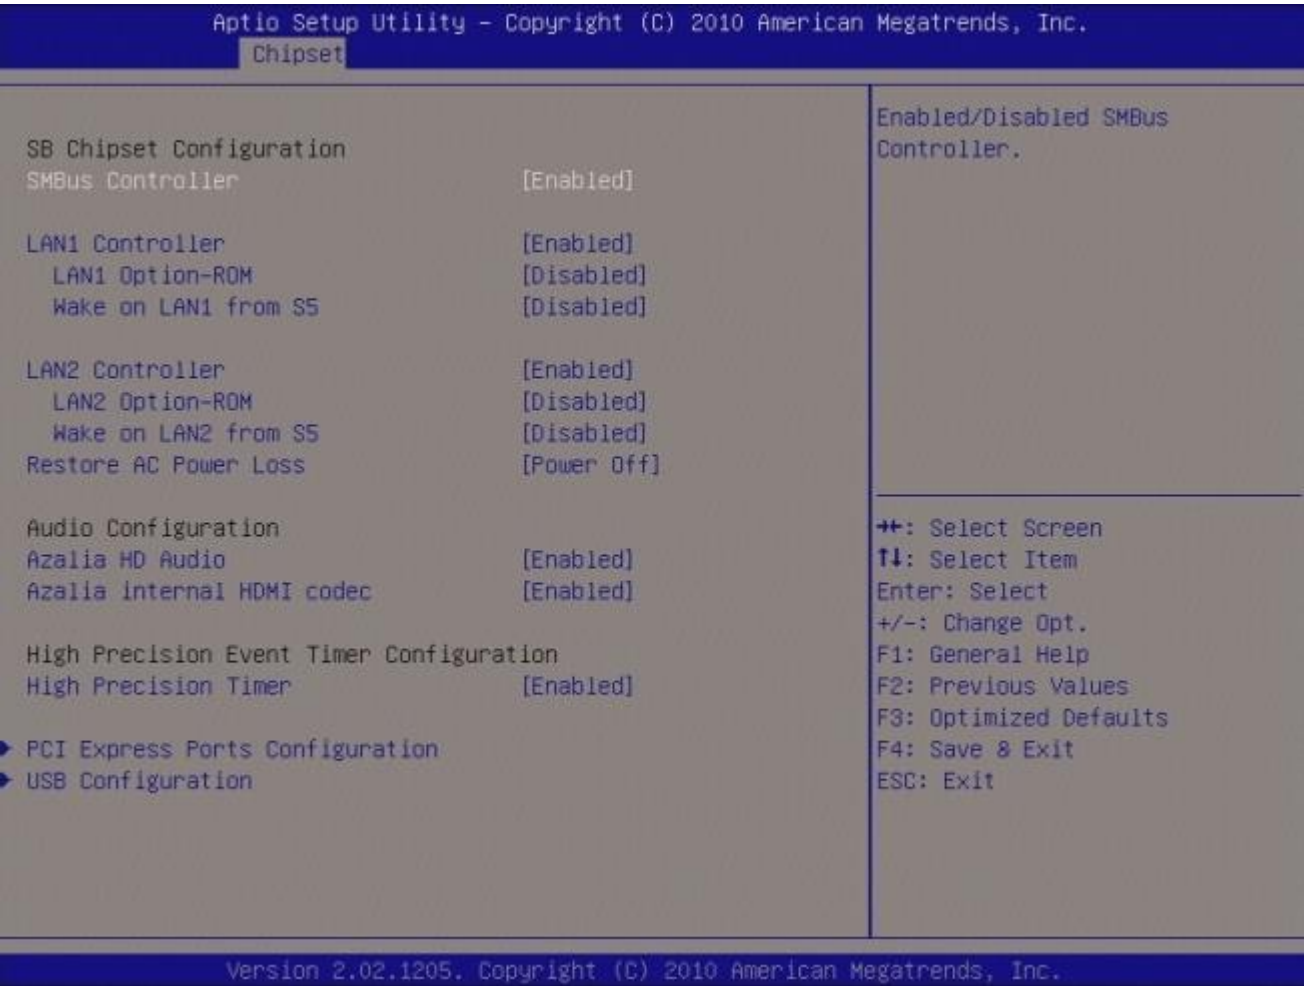 Aptio Setup Utility – Copyright (C) 2010 American Megatrends, Inc.
Chipset
SB Chipset Configuration
SMBus Controller [Enabled]
LAN1 Controller [Enabled]
LAN1 Option-ROM [Disabled]
Wake on LAN1 from S5 [Disabled]
LAN2 Controller [Enabled]
LAN2 Option-ROM [Disabled]
Wake on LAN2 from S5 [Disabled]
Restore AC Power Loss [Power Off]
Audio Configuration
Azalia HD Audio [Enabled]
Azalia internal HDMI codec [Enabled]
High Precision Event Timer Configuration
High Precision Timer [Enabled]
PCI Express Ports Configuration
USB Configuration
Enabled/Disabled SMBus
Controller.
→←: Select Screen
↑↓: Select Item
Enter: Select
+/-: Change Opt.
F1: General Help
F2: Previous Values
F3: Optimized Defaults
F4: Save & Exit
ESC: Exit
Version 2.02.1205. Copyright (C) 2010 American Megatrends, Inc.